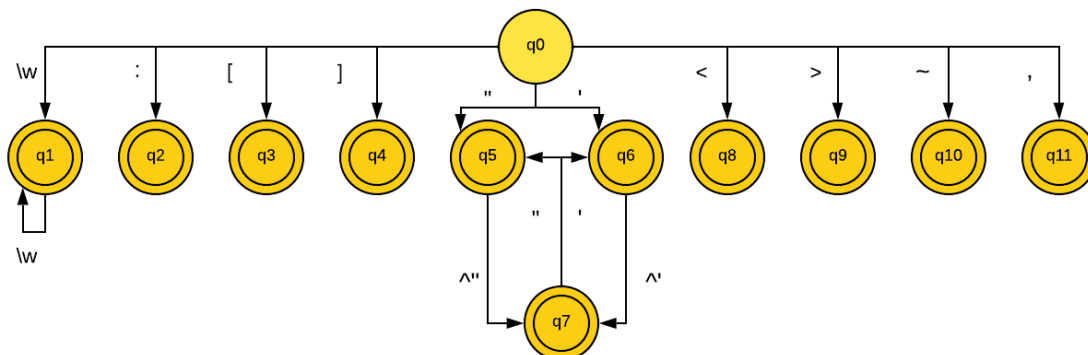 q0
\w : [ ] " ' < > ~ ,
q1 q2 q3 q4 q5 q6 q8 q9 q10 q11
\w " '
^" ^'
q7